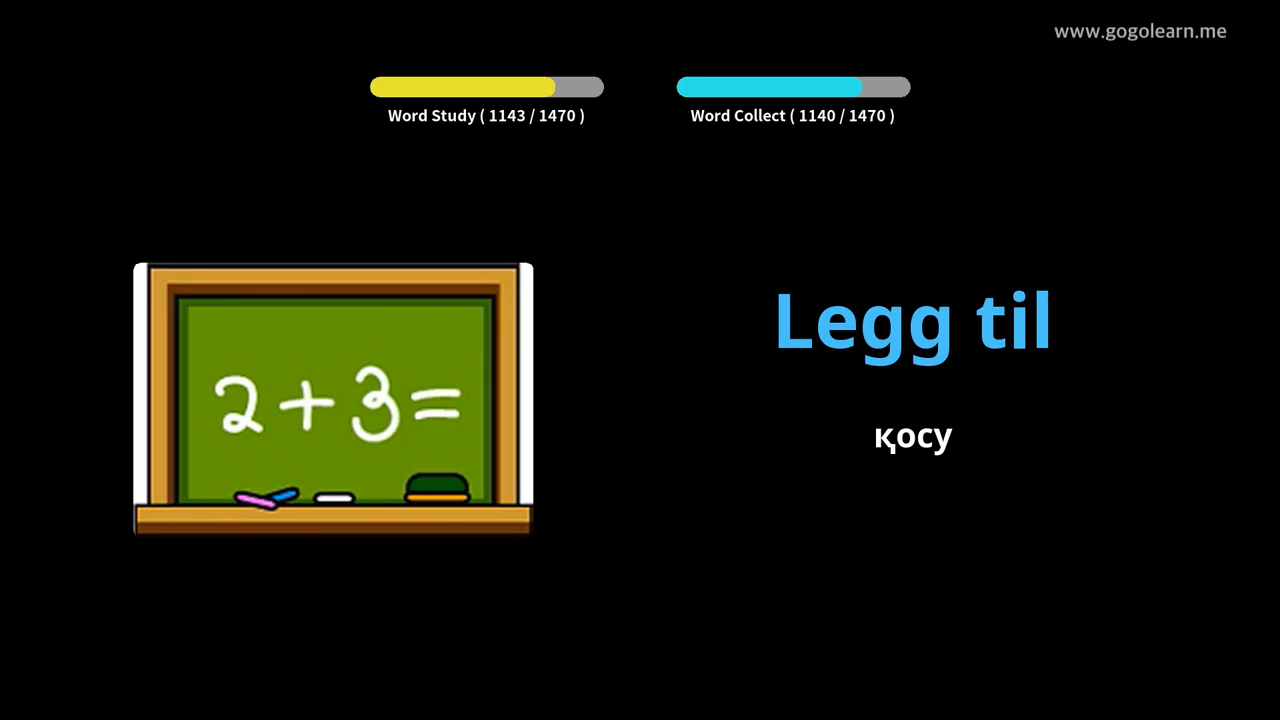 www.gogolearn.me
Word Study ( 1143 / 1470 )
Word Collect ( 1140 / 1470 )
2 + 3 =
Legg til
қосу